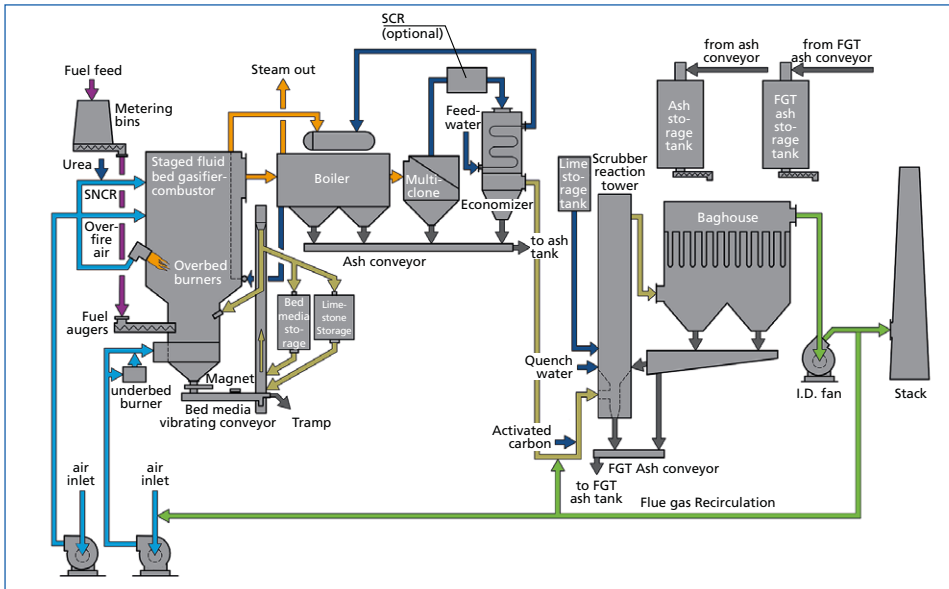 SCR
(optional)
from ash
conveyor
from FGT
ash conveyor
Fuel feed
Steam out
Metering
bins
Feed-
water
Ash
sto-
rage
tank
FGT
ash
sto-
rage
tank
Urea
Staged fluid
bed gasifier-
combustor
Boiler
Multi-
clone
Lime
sto-
rage
tank
Scrubber
reaction
tower
SNCR
Economizer
Baghouse
Over-
fire
air
to ash
tank
Ash conveyor
Overbed
burners
Bed
media
sto-
rage
Lime-
stone
Storage
Fuel
augers
Quench
water
Magnet
underbed
burner
I.D. fan
Stack
Bed media
vibrating conveyor
Tramp
Activated
carbon
FGT Ash conveyor
air
inlet
air
inlet
to FGT
ash tank
Flue gas Recirculation